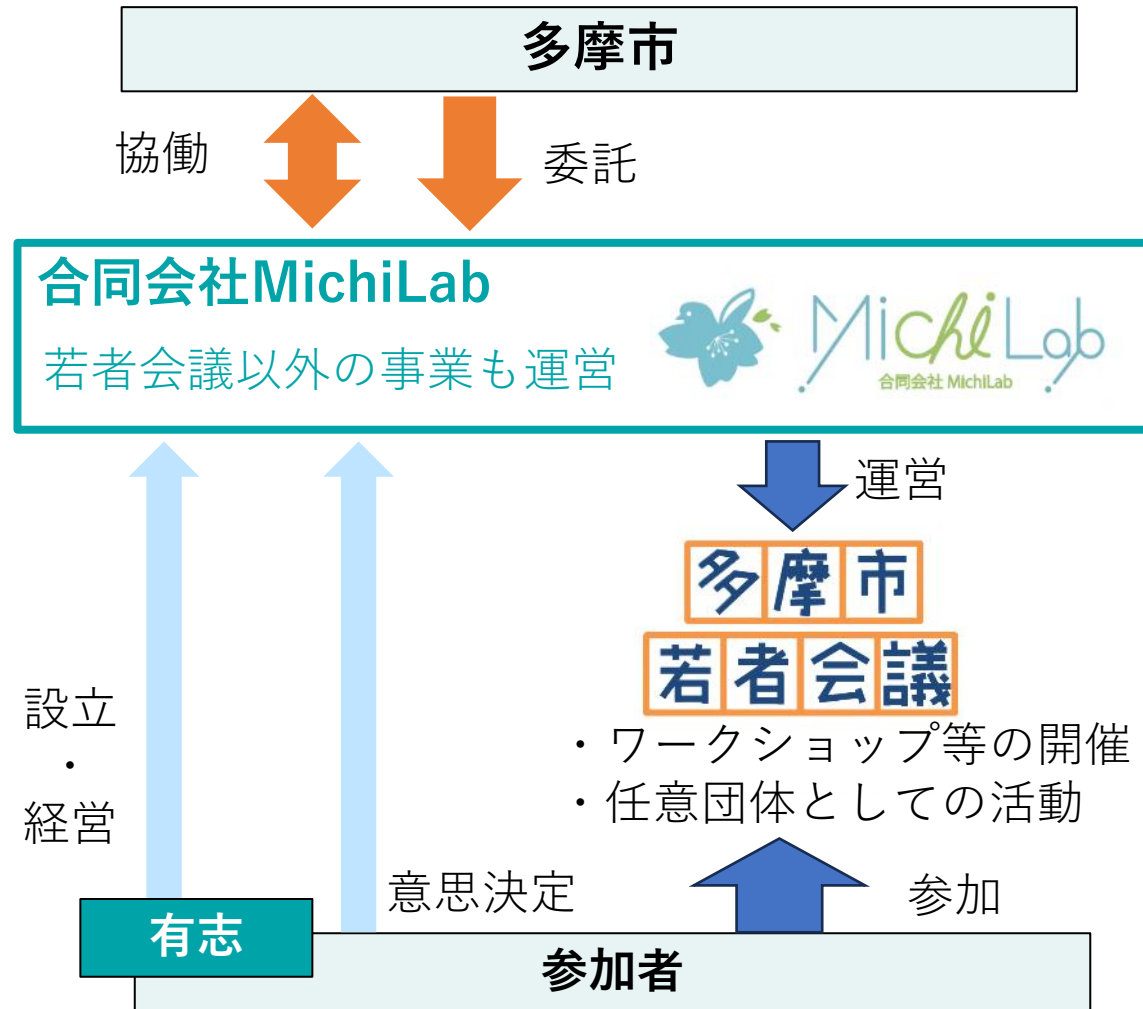 多摩市
協働
委託
合同会社MichiLab
若者会議以外の事業も運営
MichiLab
合同会社 MichiLab
運営
多摩市
若者会議
・ワークショップ等の開催
・任意団体としての活動
設立
・
経営
意思決定
参加
有志
参加者